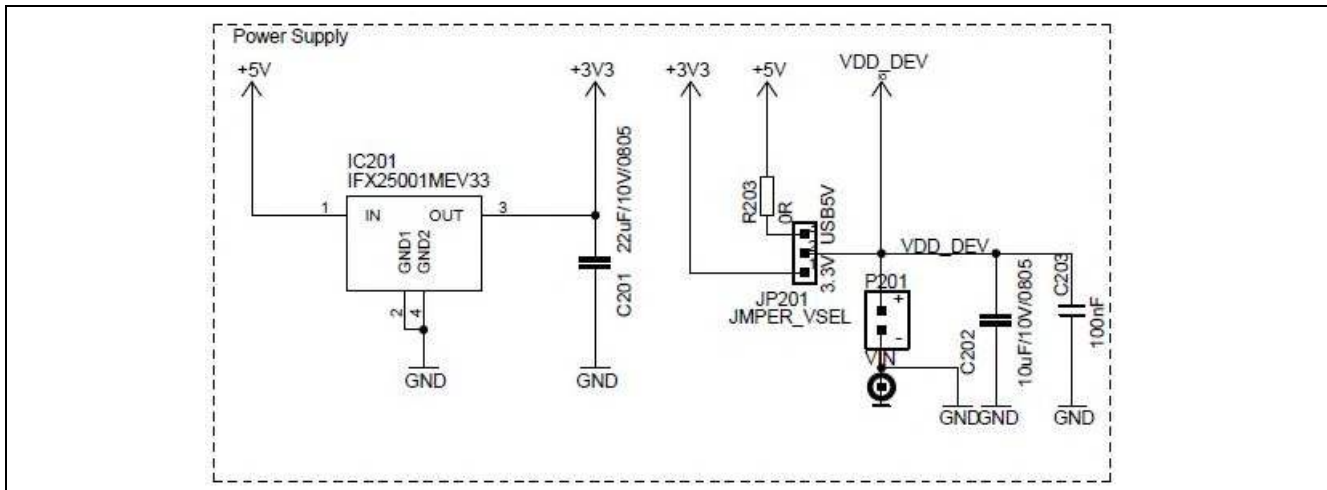 Power Supply
+5V
+3V3
+3V3
+5V
VDD_DEV
IC201
IFX25001MEV33
1
IN
OUT
3
GND1
GND2
2
4
GND
C201
22uF/10V/0805
GND
R203
0R
USB5V
3.3V
JP201
JMPER_VSEL
VDD_DEV
P201
+
-
VIN
GND
C202
10uF/10V/0805
GND
C203
100nF
GND